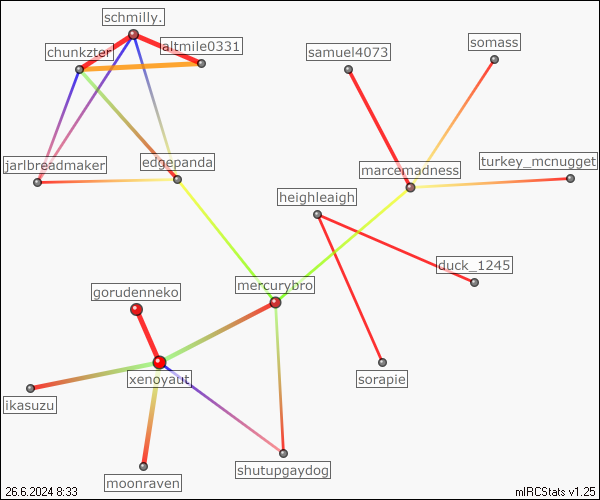 schmilly.
chunkzter
altmile0331
samuel4073
somass
jarlbreadmaker
edgepanda
marcemadness
turkey_mcnugget
heighleaigh
duck_1245
mercurybro
gorudenneko
xenoyaut
sorapie
ikasuzu
shutupgaydog
moonraven
26.6.2024 8:33
mIRCStats v1.25